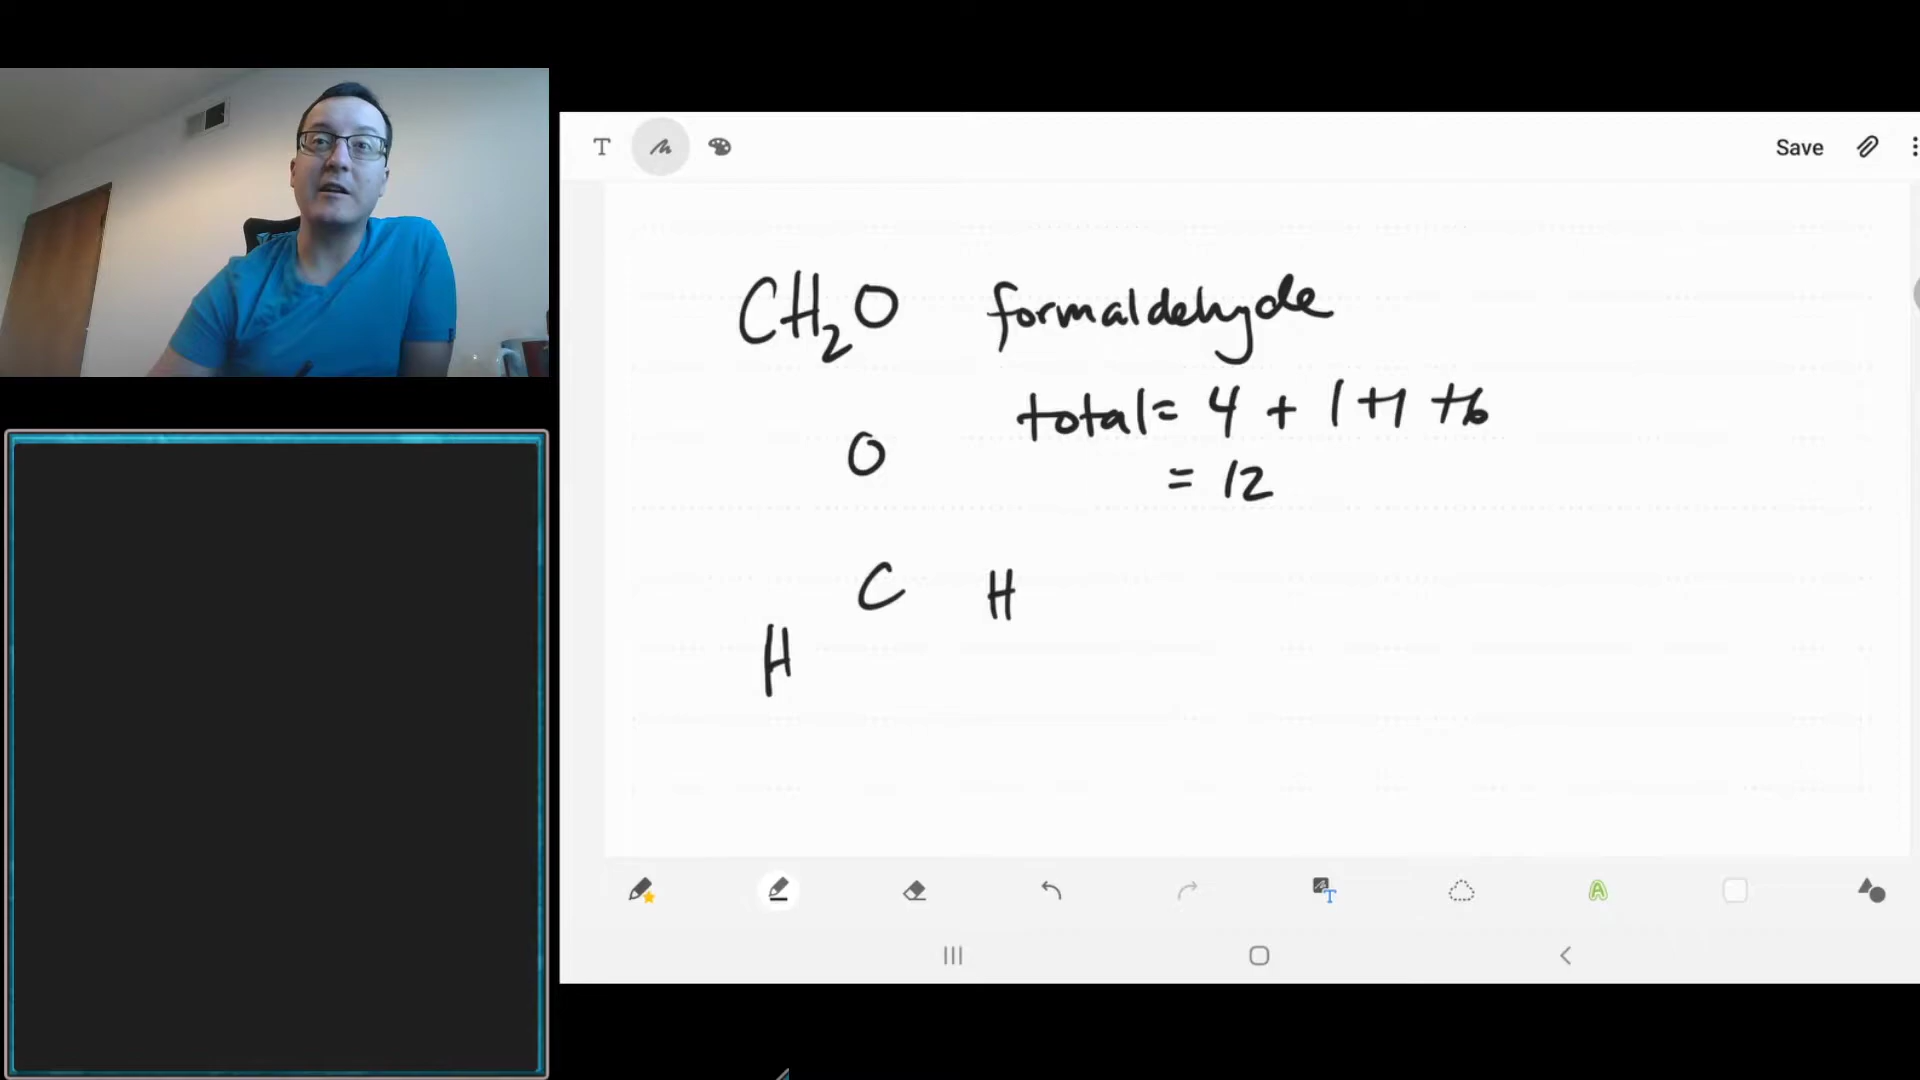 T
Save
CH₂O formaldehyde
total = 4 + 1 +1 +6
= 12
O
C H
H
T
A